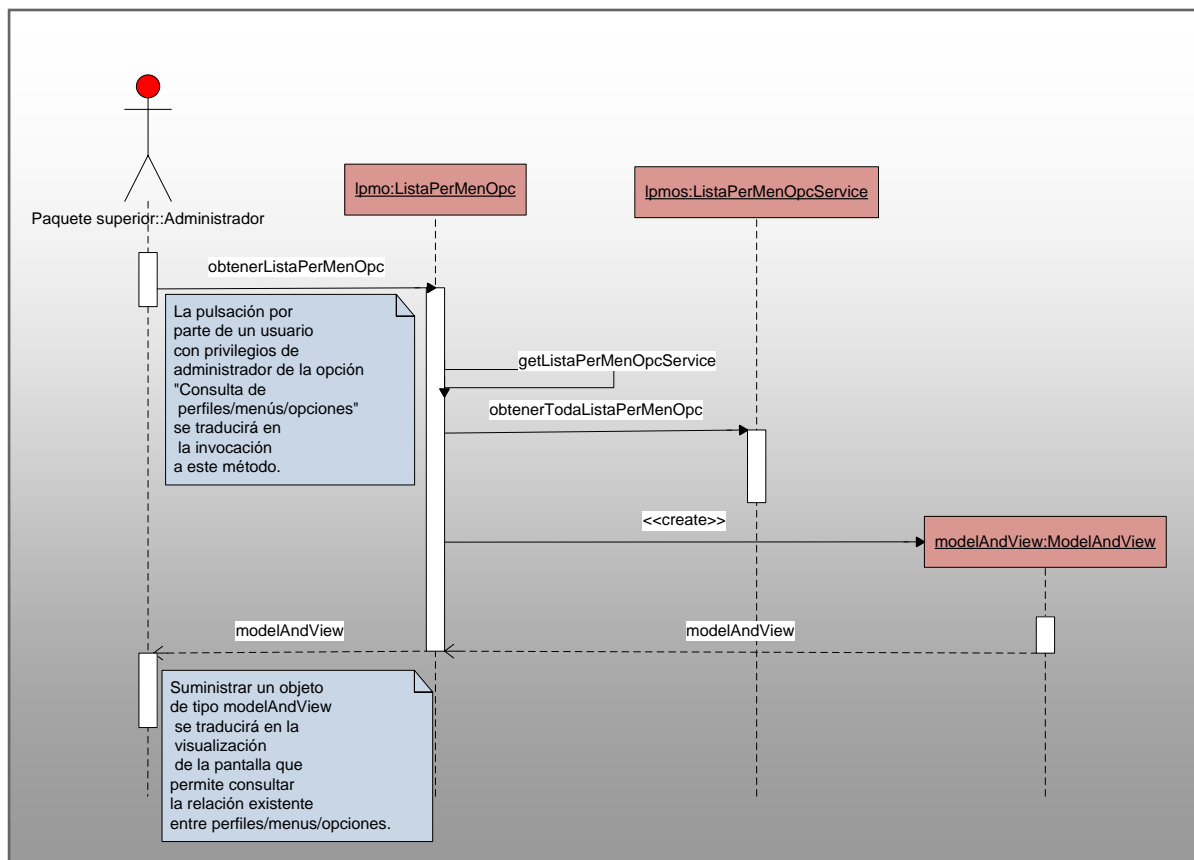 lpmo:ListaPerMenOpc
lpmos:ListaPerMenOpcService
Paquete superior::Administrador
obtenerListaPerMenOpc
La pulsación por
parte de un usuario
con privilegios de
administrador de la opción
"Consulta de
perfiles/menús/opciones"
se traducirá en
la invocación
a este método.
getListaPerMenOpcService
obtenerTodaListaPerMenOpc
<<create>>
modelAndView:ModelAndView
modelAndView
modelAndView
Suministrar un objeto
de tipo modelAndView
se traducirá en la
visualización
de la pantalla que
permite consultar
la relación existente
entre perfiles/menus/opciones.